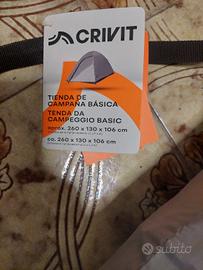 CRIVIT
TIENDA DE
CAMPAÑA BÁSICA
TENDA DA
CAMPEGGIO BASIC
aprox. 260 x 130 x 106 cm
ca. 260 x 130 x 106 cm
subito